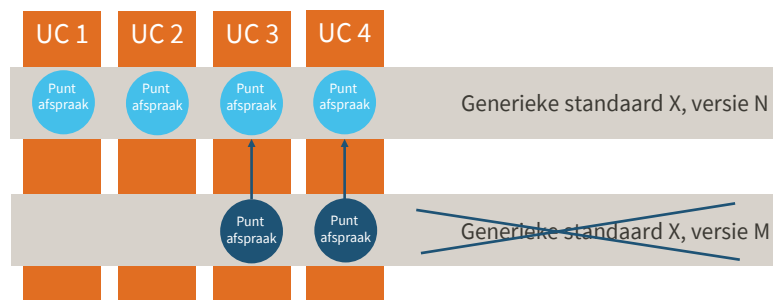 UC 1
UC 2
UC 3
UC 4
Punt
afspraak
Punt
afspraak
Punt
afspraak
Punt
afspraak
Generieke standaard X, versie N
Punt
afspraak
Punt
afspraak
Generieke standaard X, versie M